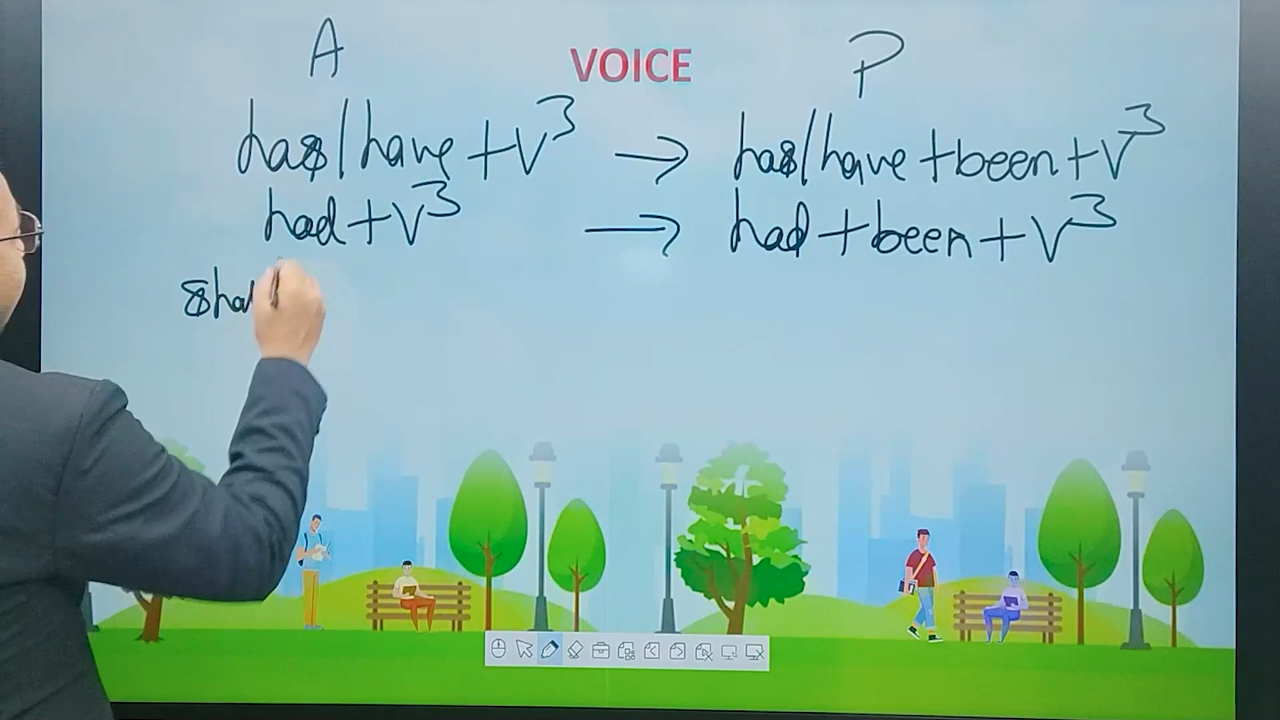 A VOICE P
has/have + V³ → has/have + been + V³
had + V³ → had + been + V³
sha